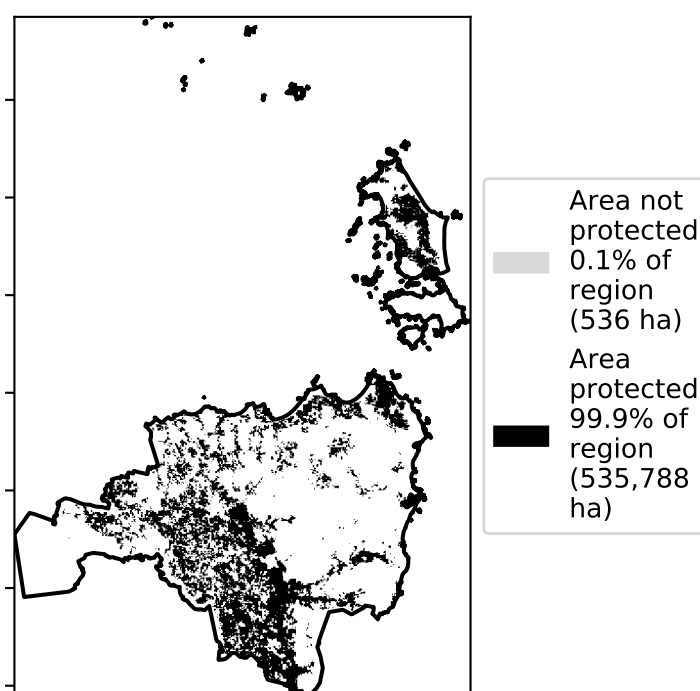 Area not
protected
0.1% of
region
(536 ha)
Area
protected
99.9% of
region
(535,788
ha)